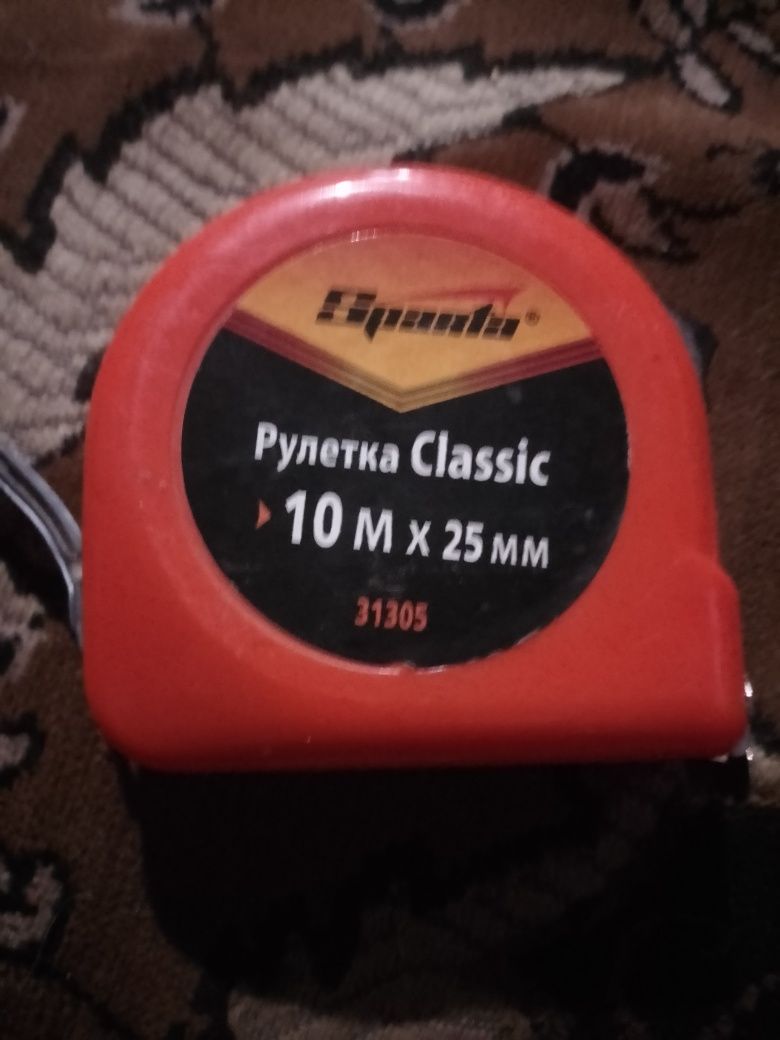 Sparta®
Рулетка Classic
10 м x 25 мм
31305